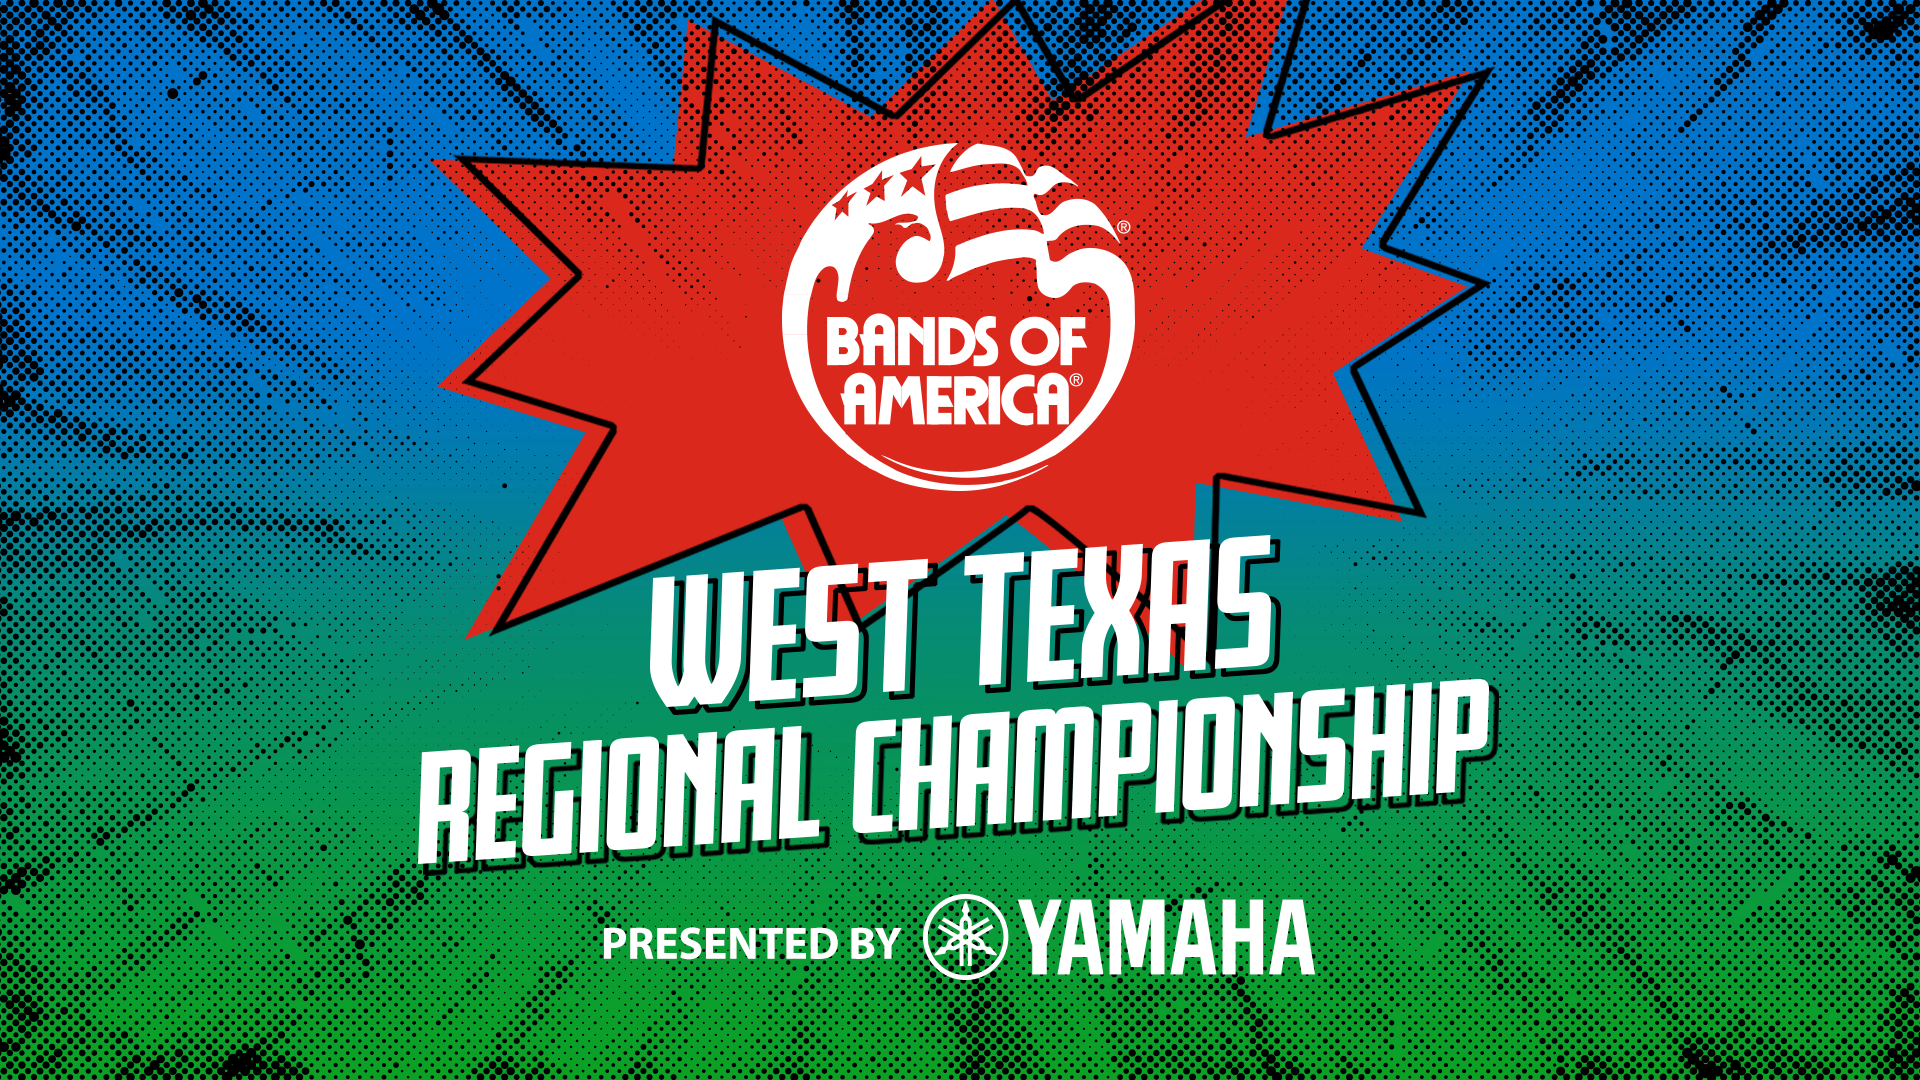 BANDS OF
AMERICA®
®
WEST TEXAS
REGIONAL CHAMPIONSHIP
PRESENTED BY YAMAHA